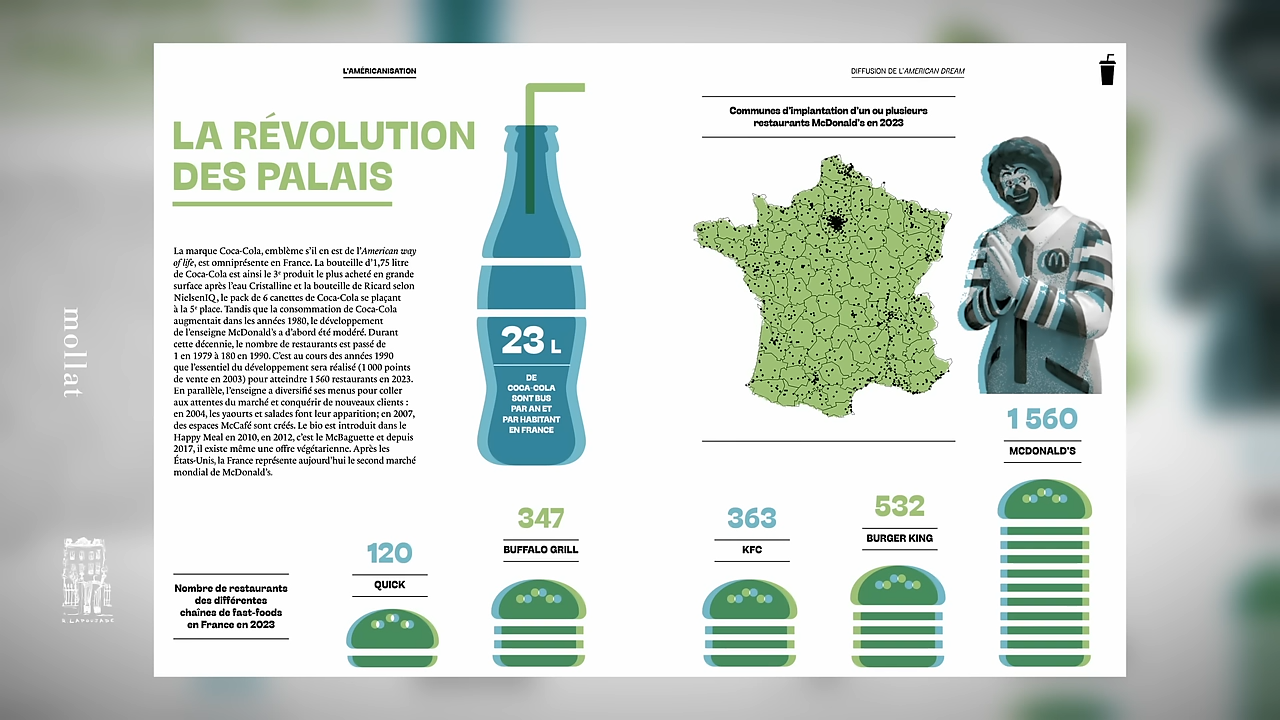 L'AMÉRICANISATION
DIFFUSION DE L'AMERICAN DREAM
LA RÉVOLUTION
DES PALAIS
La marque Coca-Cola, emblème s'il en est de l'American way
of life, est omniprésente en France. La bouteille d'1,75 litre
de Coca-Cola est ainsi le 3e produit le plus acheté en grande
surface après l'eau Cristalline et la bouteille de Ricard selon
NielsenIQ, le pack de 6 canettes de Coca-Cola se plaçant
à la 5e place. Tandis que la consommation de Coca-Cola
augmentait dans les années 1980, le développement
de l'enseigne McDonald's a d'abord été modéré. Durant
cette décennie, le nombre de restaurants est passé de
1 en 1979 à 180 en 1990. C'est au cours des années 1990
que l'essentiel du développement sera réalisé (1 000 points
de vente en 2003) pour atteindre 1 560 restaurants en 2023.
En parallèle, l'enseigne a diversifié ses menus pour coller
aux attentes du marché et conquérir de nouveaux clients :
en 2004, les yaourts et salades font leur apparition; en 2007,
des espaces McCafé sont créés. Le bio est introduit dans le
Happy Meal en 2010, en 2012, c'est le McBaguette et depuis
2017, il existe même une offre végétarienne. Après les
États-Unis, la France représente aujourd'hui le second marché
mondial de McDonald's.
23 L
DE
COCA-COLA
SONT BUS
PAR AN ET
PAR HABITANT
EN FRANCE
Communes d'implantation d'un ou plusieurs
restaurants McDonald's en 2023
Nombre de restaurants
des différentes
chaînes de fast-foods
en France en 2023
120
QUICK
347
BUFFALO GRILL
363
KFC
532
BURGER KING
1 560
MCDONALD'S
mollat